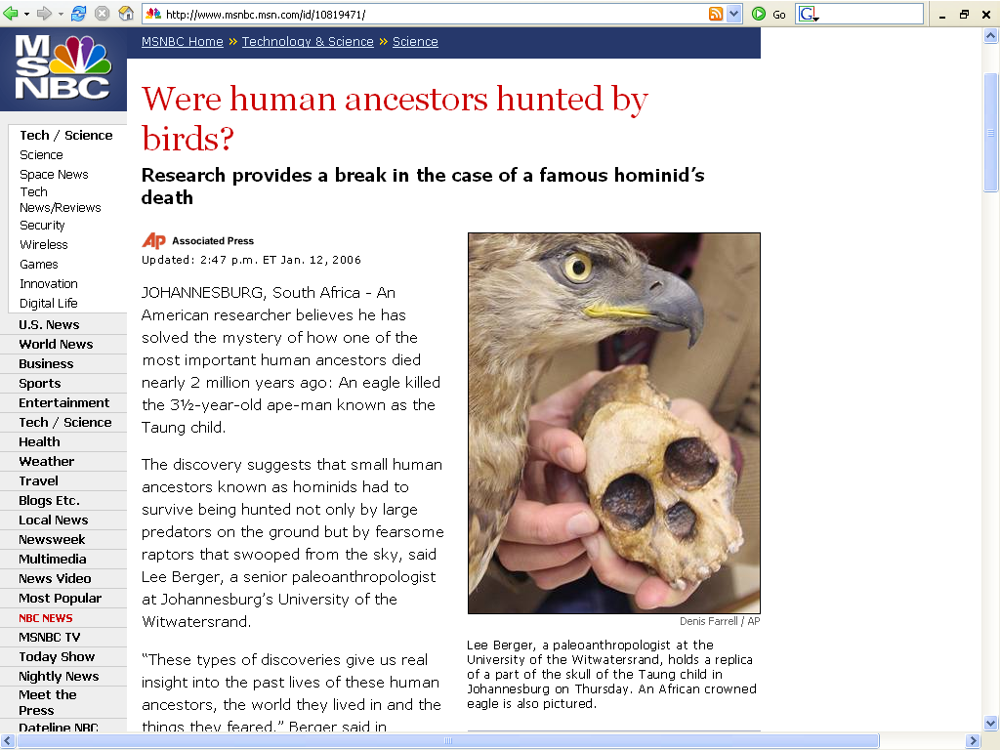 http://www.msnbc.msn.com/id/10819471/
Go
G
MSNBC Home » Technology & Science » Science
MSNBC
Tech / Science
Science
Space News
Tech
News/Reviews
Security
Wireless
Games
Innovation
Digital Life
U.S. News
World News
Business
Sports
Entertainment
Tech / Science
Health
Weather
Travel
Blogs Etc.
Local News
Newsweek
Multimedia
News Video
Most Popular
NBC NEWS
MSNBC TV
Today Show
Nightly News
Meet the
Press
Dateline NBC
Were human ancestors hunted by
birds?
Research provides a break in the case of a famous hominid’s
death
AP Associated Press
Updated: 2:47 p.m. ET Jan. 12, 2006
JOHANNESBURG, South Africa - An
American researcher believes he has
solved the mystery of how one of the
most important human ancestors died
nearly 2 million years ago: An eagle killed
the 3½-year-old ape-man known as the
Taung child.
The discovery suggests that small human
ancestors known as hominids had to
survive being hunted not only by large
predators on the ground but by fearsome
raptors that swooped from the sky, said
Lee Berger, a senior paleoanthropologist
at Johannesburg’s University of the
Witwatersrand.
“These types of discoveries give us real
insight into the past lives of these human
ancestors, the world they lived in and the
things they feared,” Berger said in
Denis Farrell / AP
Lee Berger, a paleoanthropologist at the
University of the Witwatersrand, holds a replica
of a part of the skull of the Taung child in
Johannesburg on Thursday. An African crowned
eagle is also pictured.